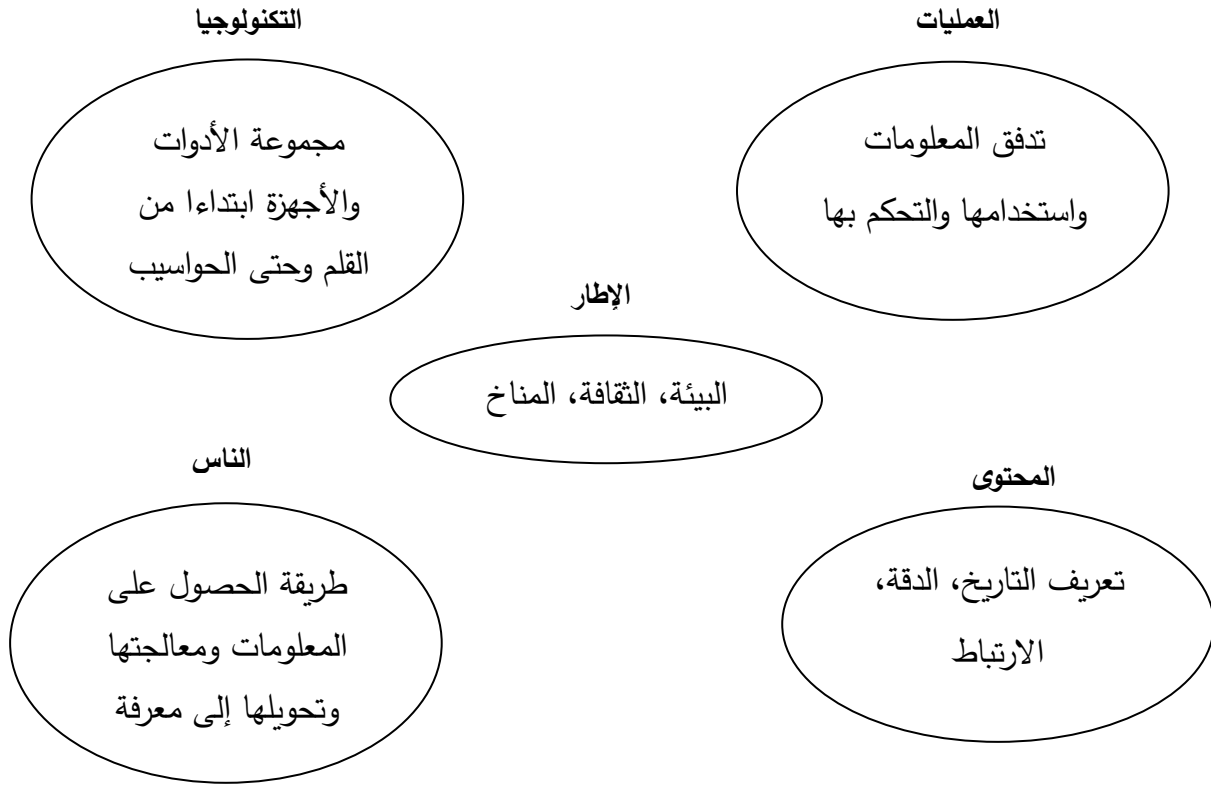 العمليات
تدفق المعلومات
واستخدامها والتحكم بها
التكنولوجيا
مجموعة الأدوات
والأجهزة ابتداءا من
القلم وحتى الحواسيب
الإطار
البيئة، الثقافة، المناخ
المحتوى
تعريف التاريخ، الدقة،
الارتباط
الناس
طريقة الحصول على
المعلومات ومعالجتها
وتحويلها إلى معرفة